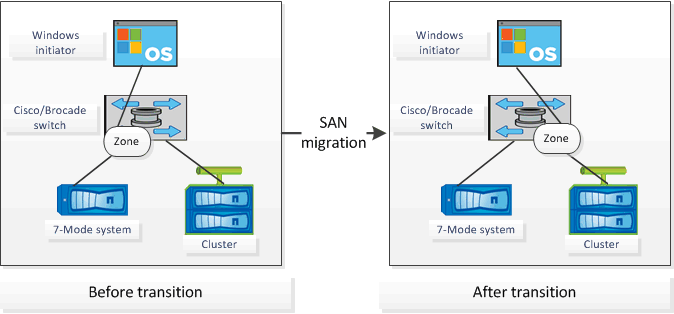 Windows
initiator
OS
Cisco/Brocade
switch
Zone
7-Mode system
Cluster
Before transition
SAN
migration
Windows
initiator
OS
Cisco/Brocade
switch
Zone
7-Mode system
Cluster
After transition